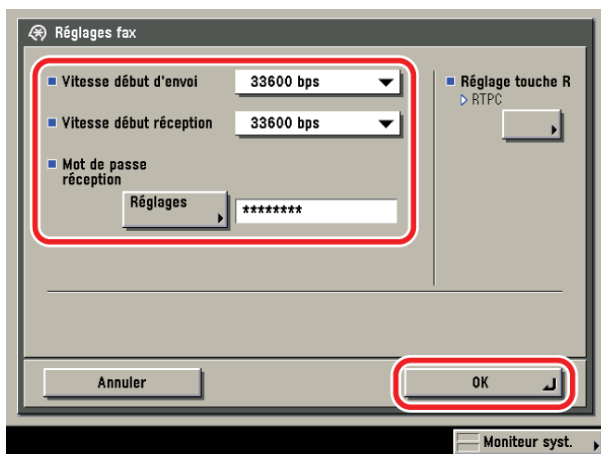 Réglages fax
Vitesse début d'envoi
33600 bps
Vitesse début réception
33600 bps
Mot de passe
réception
Réglages
********
Réglage touche R
RTPC
Annuler
OK
Moniteur syst.